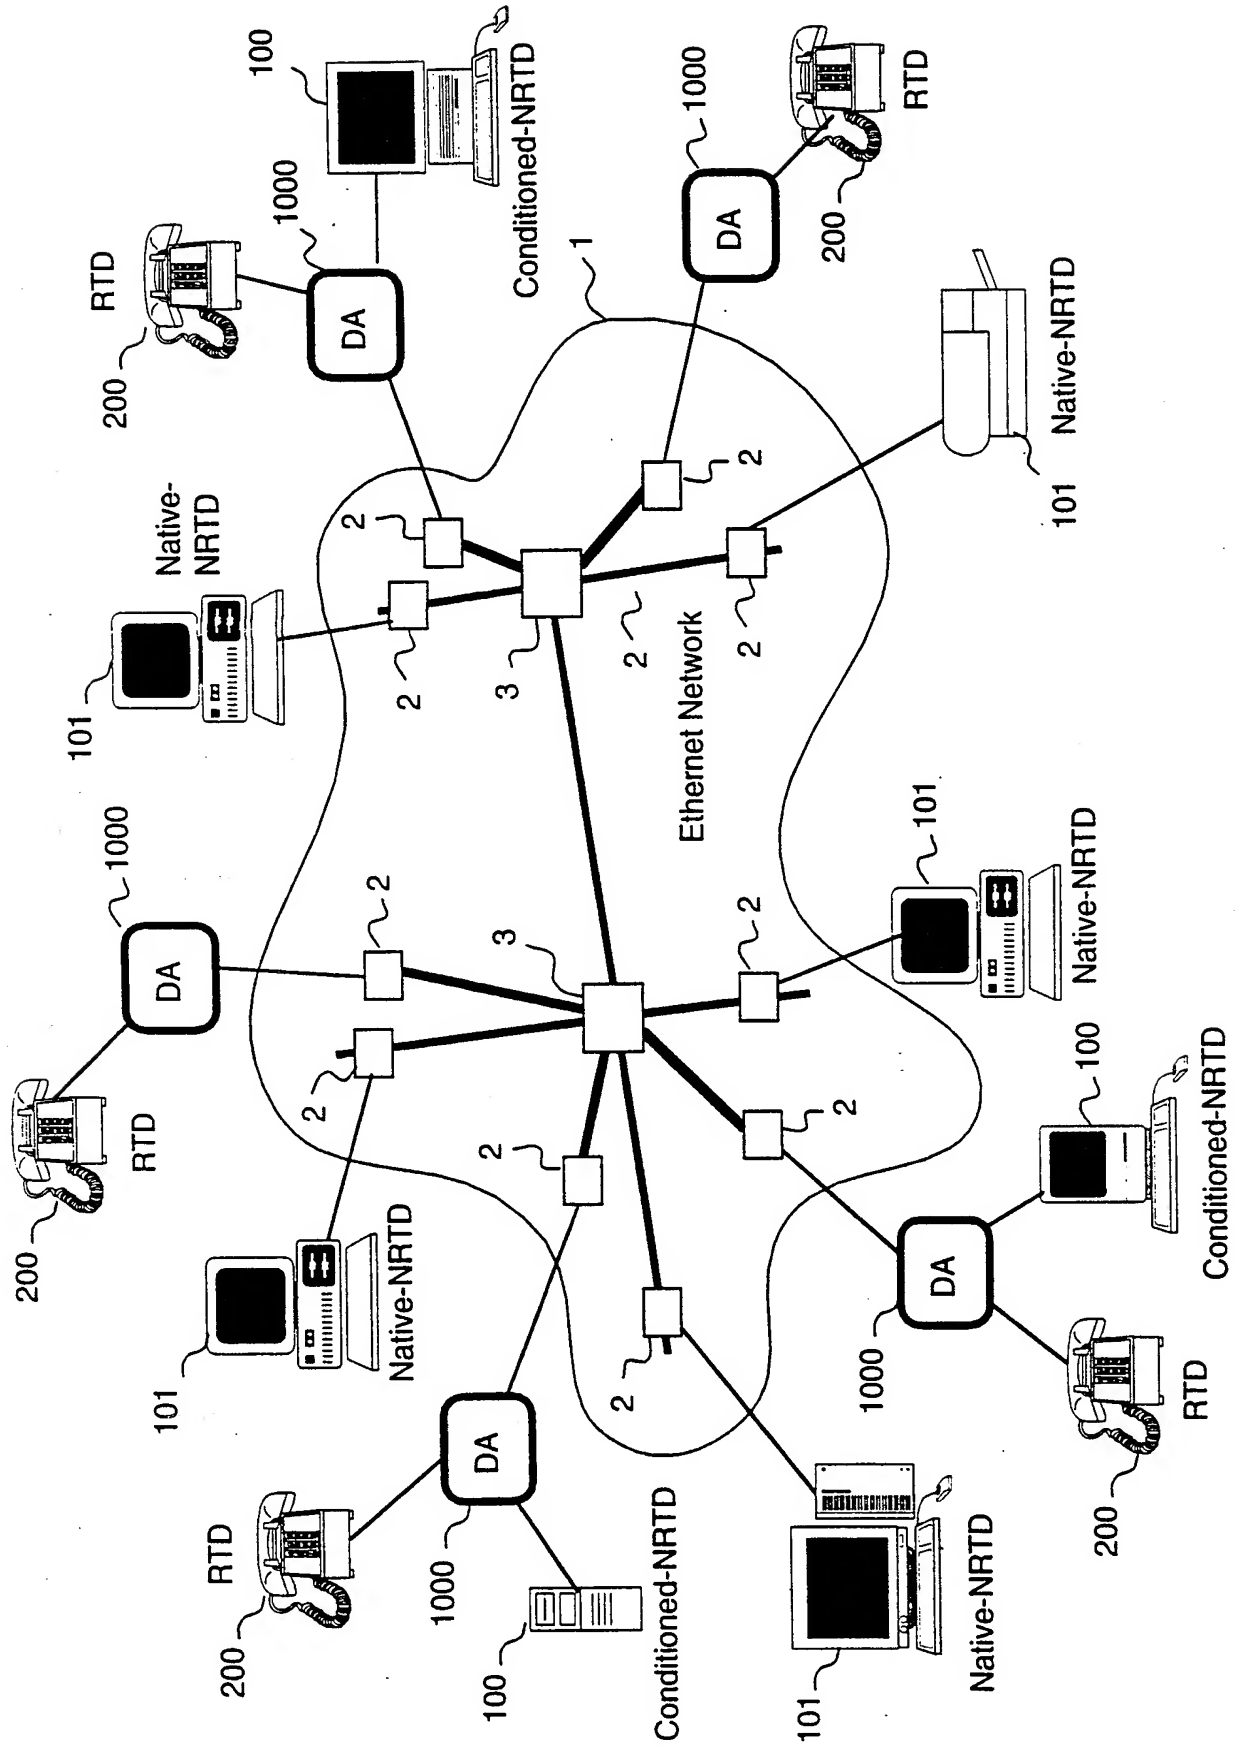 200
101
1000
RTD
200
RTD
101
DA
Native-
NRTD
200
RTD
1000
100
2
2
2
DA
Native-NRTD
2
1000
100
DA
2
3
3
Conditioned-NRTD
1
2
2
Conditioned-NRTD
Ethernet Network
1000
DA
2
2
2
101
2
200
1000
101
RTD
DA
Native-NRTD
101
Native-NRTD
Native-NRTD
100
200
RTD
Conditioned-NRTD